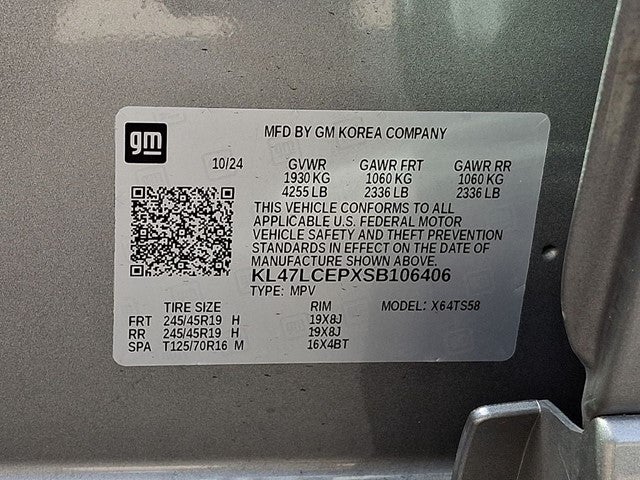 gm
MFD BY GM KOREA COMPANY
10/24 GVWR GAWR FRT GAWR RR
1930 KG 1060 KG 1060 KG
4255 LB 2336 LB 2336 LB
THIS VEHICLE CONFORMS TO ALL
APPLICABLE U.S. FEDERAL MOTOR
VEHICLE SAFETY AND THEFT PREVENTION
STANDARDS IN EFFECT ON THE DATE OF
MANUFACTURE SHOWN ABOVE.
KL47LCEPXSB106406
TYPE: MPV
TIRE SIZE RIM MODEL: X64TS58
FRT 245/45R19 H 19X8J
RR 245/45R19 H 19X8J
SPA T125/70R16 M 16X4BT